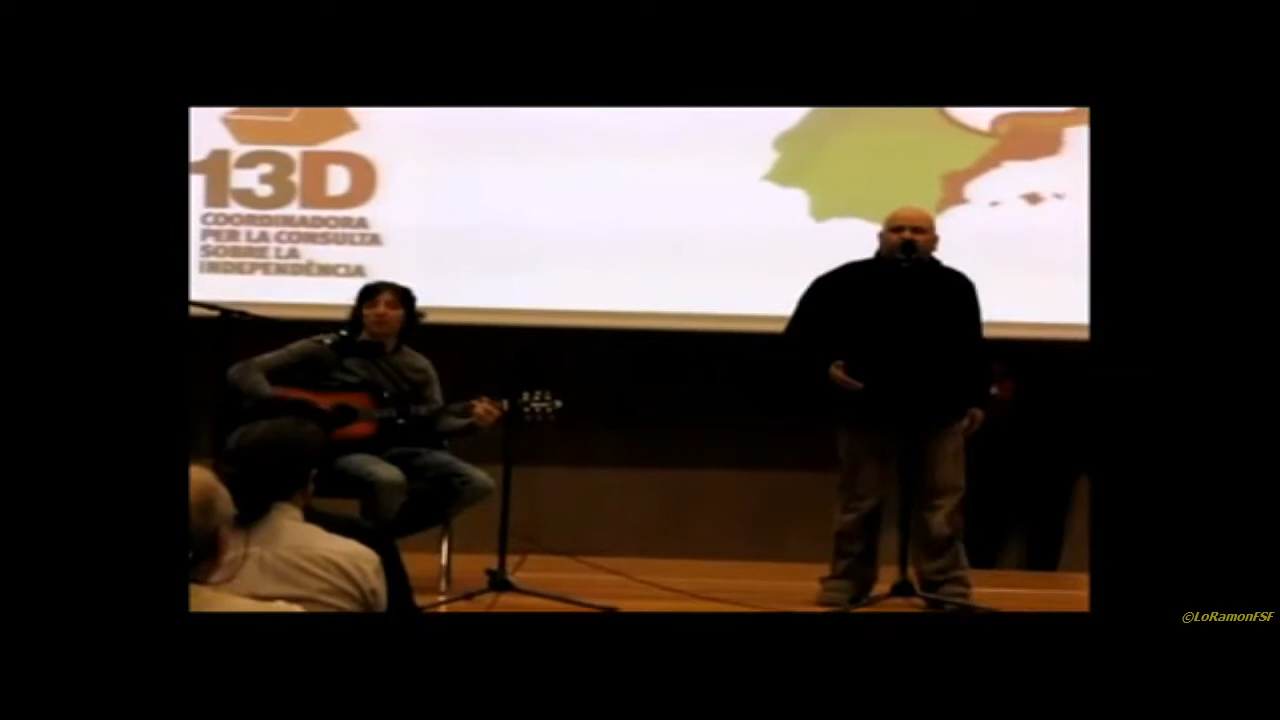 13D
COORDINADORA
PER LA CONSULTA
SOBRE LA
INDEPENDÈNCIA
©LoRamonFSF